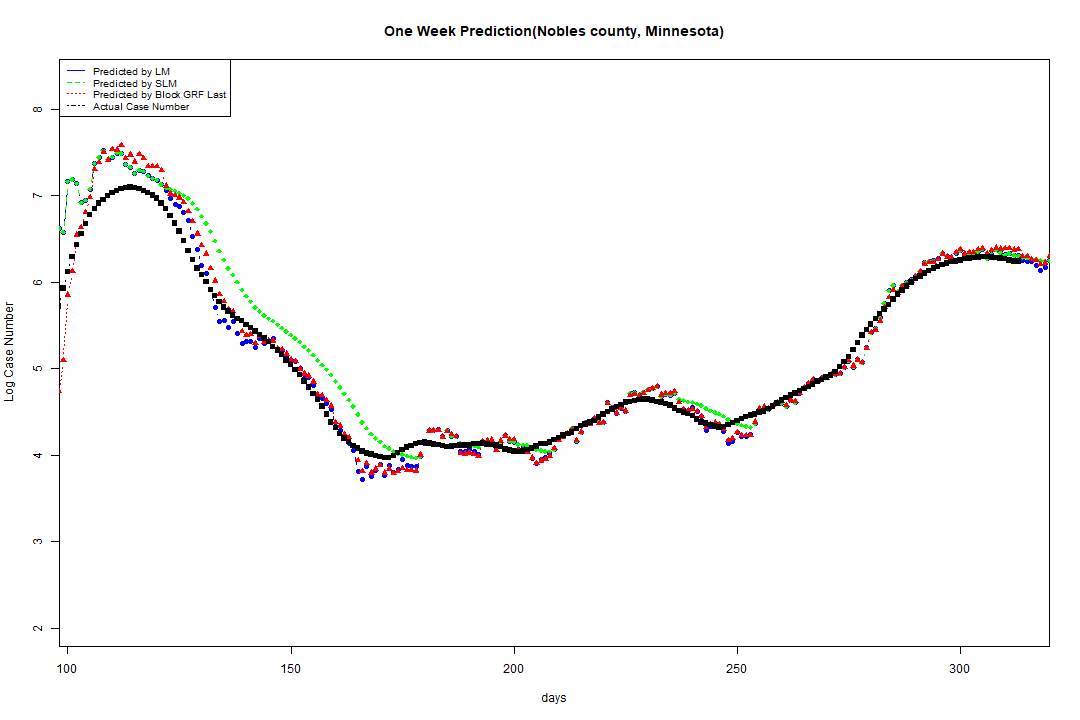 One Week Prediction(Nobles county, Minnesota)
Predicted by LM
Predicted by SLM
Predicted by Block GRF Last
Actual Case Number
8
7
6
5
4
3
2
Log Case Number
100 150 200 250 300
days